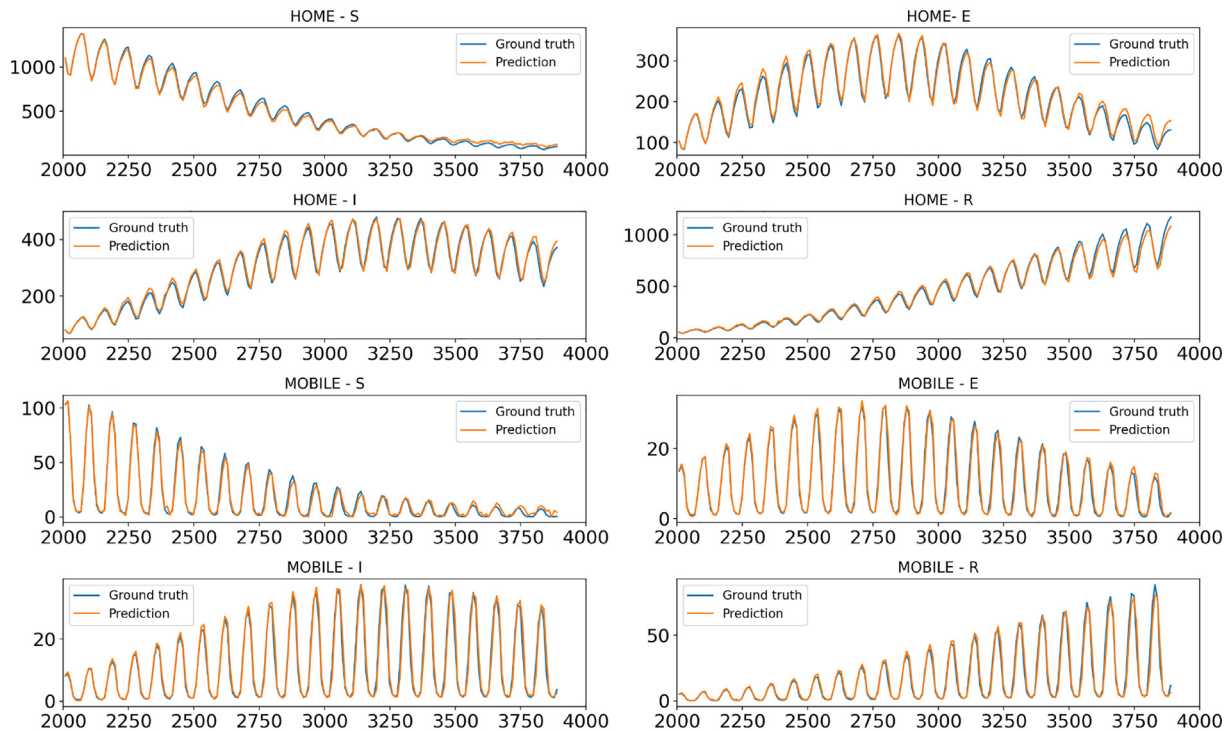 HOME - S
Ground truth
Prediction
1000
500
2000 2250 2500 2750 3000 3250 3500 3750 4000
HOME- E
Ground truth
Prediction
300
200
100
2000 2250 2500 2750 3000 3250 3500 3750 4000
HOME - I
Ground truth
Prediction
400
200
2000 2250 2500 2750 3000 3250 3500 3750 4000
HOME - R
Ground truth
Prediction
1000
500
0
2000 2250 2500 2750 3000 3250 3500 3750 4000
MOBILE - S
Ground truth
Prediction
100
50
0
2000 2250 2500 2750 3000 3250 3500 3750 4000
MOBILE - E
Ground truth
Prediction
20
0
2000 2250 2500 2750 3000 3250 3500 3750 4000
MOBILE - I
Ground truth
Prediction
20
0
2000 2250 2500 2750 3000 3250 3500 3750 4000
MOBILE - R
Ground truth
Prediction
50
0
2000 2250 2500 2750 3000 3250 3500 3750 4000